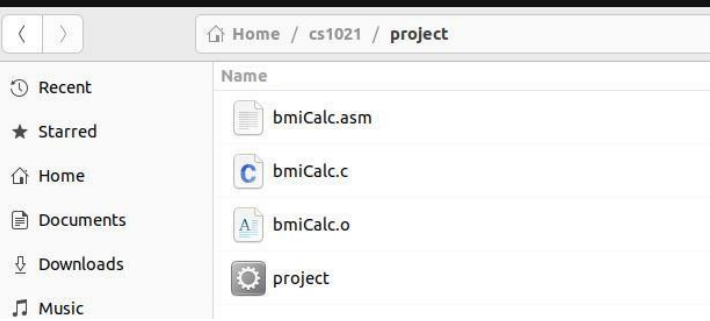 Home / cs1021 / project
Name
Recent
bmiCalc.asm
Starred
bmiCalc.c
Home
bmiCalc.o
Documents
Downloads
project
Music